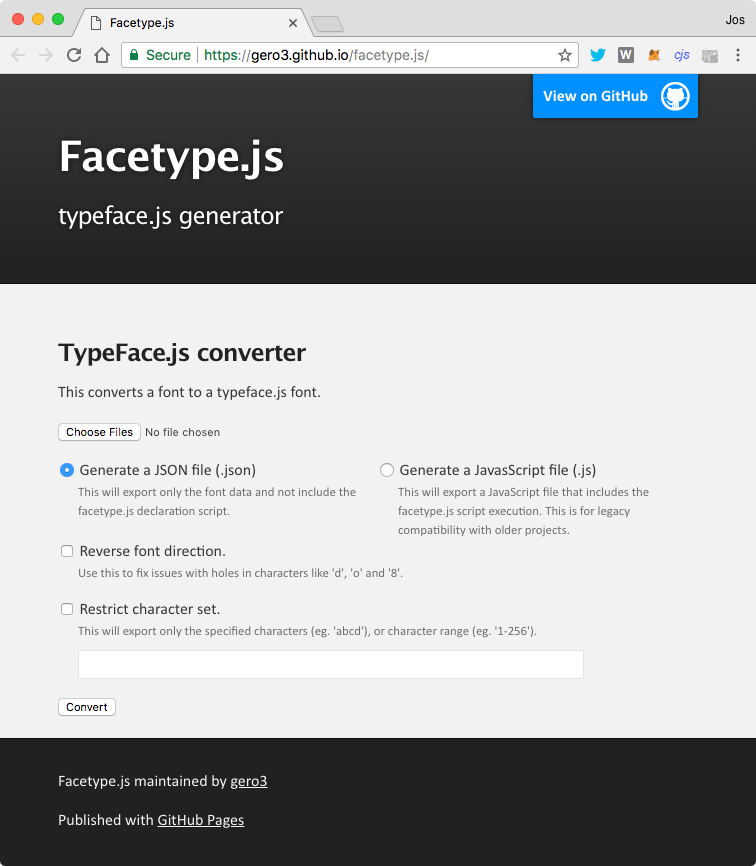 Facetype.js
Jos
Secure https://gero3.github.io/facetype.js/
W
cjs
View on GitHub
Facetype.js
typeface.js generator
TypeFace.js converter
This converts a font to a typeface.js font.
Choose Files No file chosen
Generate a JSON file (.json)
This will export only the font data and not include the
facetype.js declaration script.
Generate a JavasScript file (.js)
This will export a JavaScript file that includes the
facetype.js script execution. This is for legacy
compatibility with older projects.
Reverse font direction.
Use this to fix issues with holes in characters like 'd', 'o' and '8'.
Restrict character set.
This will export only the specified characters (eg. 'abcd'), or character range (eg. '1-256').
Convert
Facetype.js maintained by gero3
Published with GitHub Pages